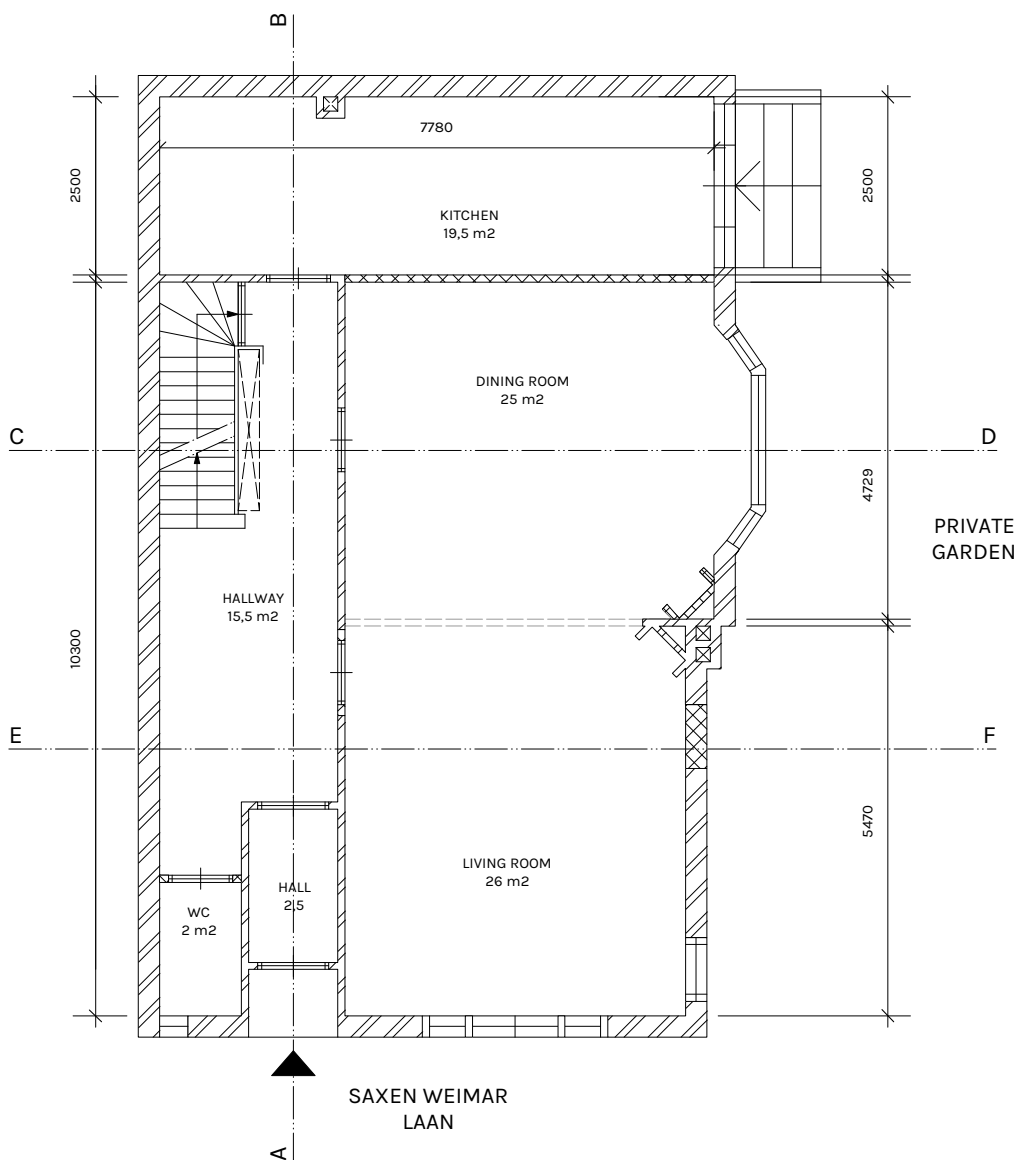 B
7780
2500
2500
KITCHEN
19,5 m2
DINING ROOM
25 m2
C
D
4729
PRIVATE
GARDEN
HALLWAY
15,5 m2
10300
E
F
5470
LIVING ROOM
26 m2
HALL
2,5
WC
2 m2
SAXEN WEIMAR
LAAN
A